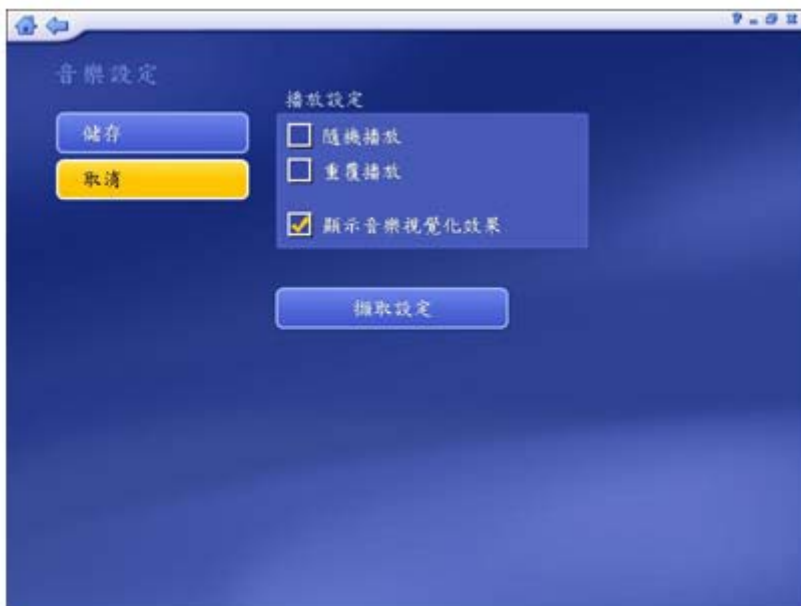 音樂設定
儲存
取消
播放設定
隨機播放
重覆播放
顯示音樂視覺化效果
擷取設定